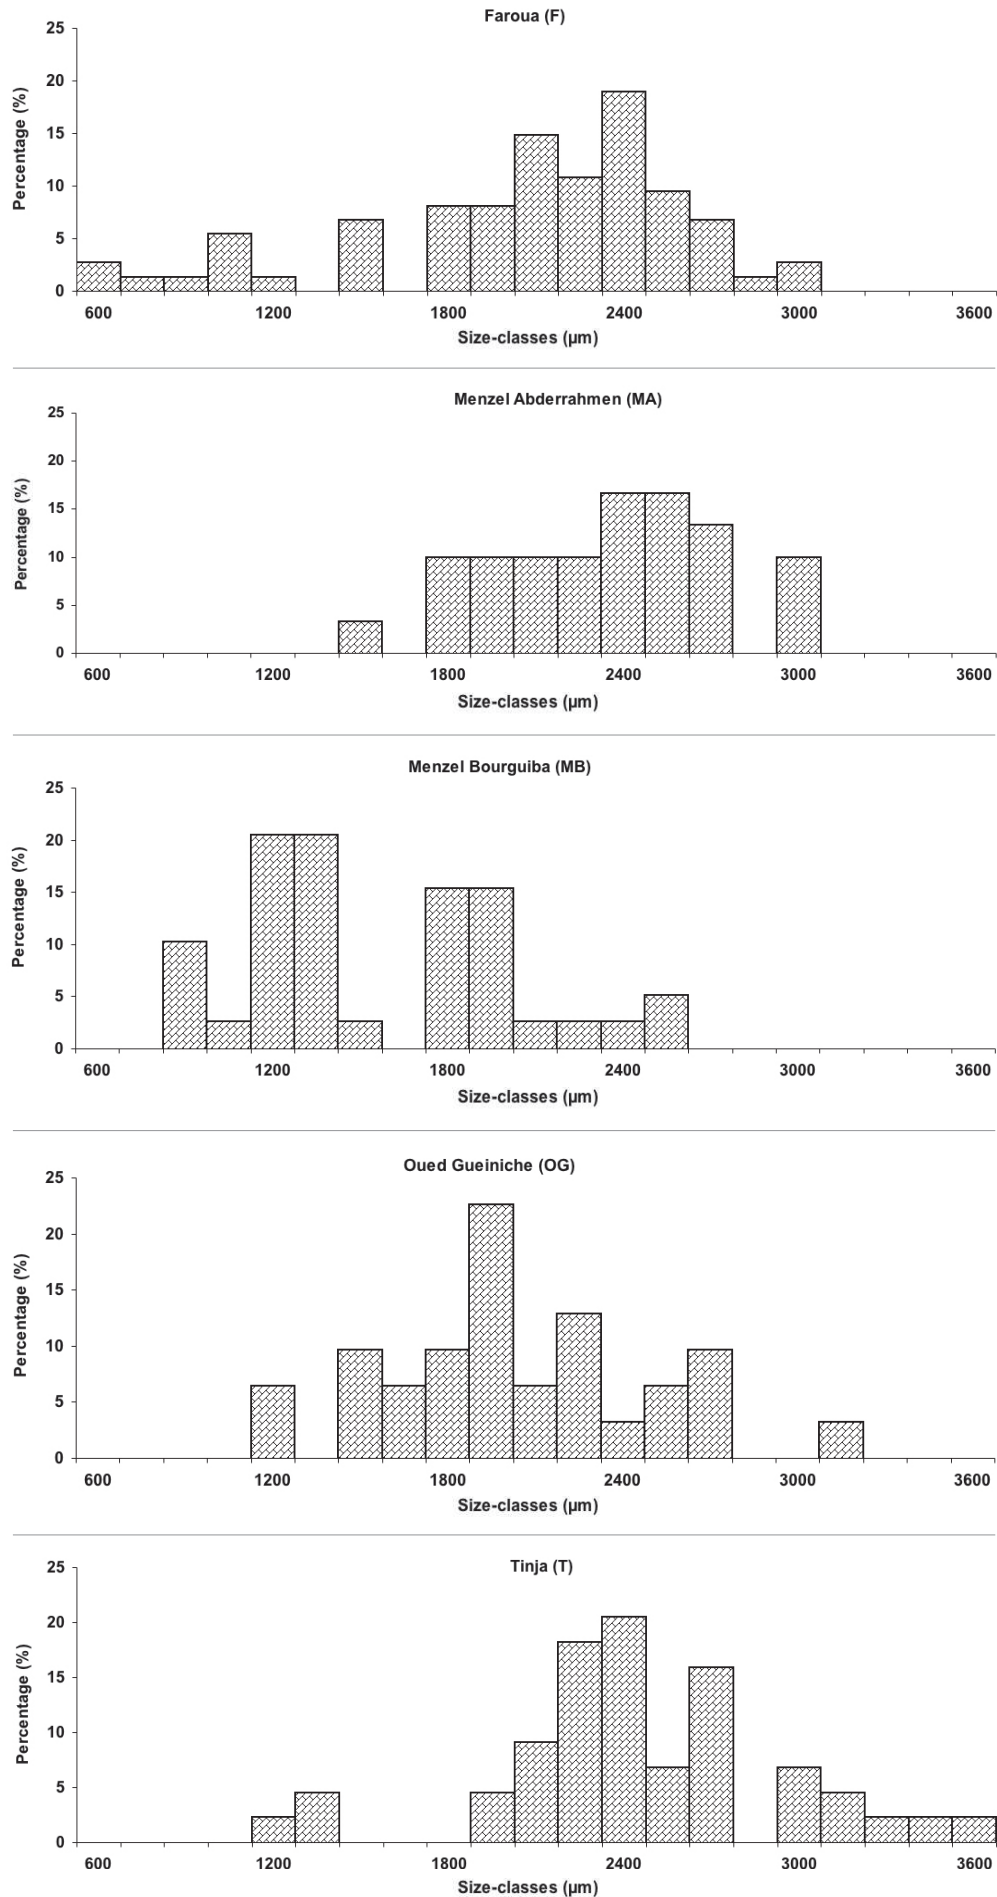 Faroua (F)
25
20
15
10
5
0
Percentage (%)
600 1200 1800 2400 3000 3600
Size-classes (µm)
Menzel Abderrahmen (MA)
25
20
15
10
5
0
Percentage (%)
600 1200 1800 2400 3000 3600
Size-classes (µm)
Menzel Bourguiba (MB)
25
20
15
10
5
0
Percentage (%)
600 1200 1800 2400 3000 3600
Size-classes (µm)
Oued Gueiniche (OG)
25
20
15
10
5
0
Percentage (%)
600 1200 1800 2400 3000 3600
Size-classes (µm)
Tinja (T)
25
20
15
10
5
0
Percentage (%)
600 1200 1800 2400 3000 3600
Size-classes (µm)